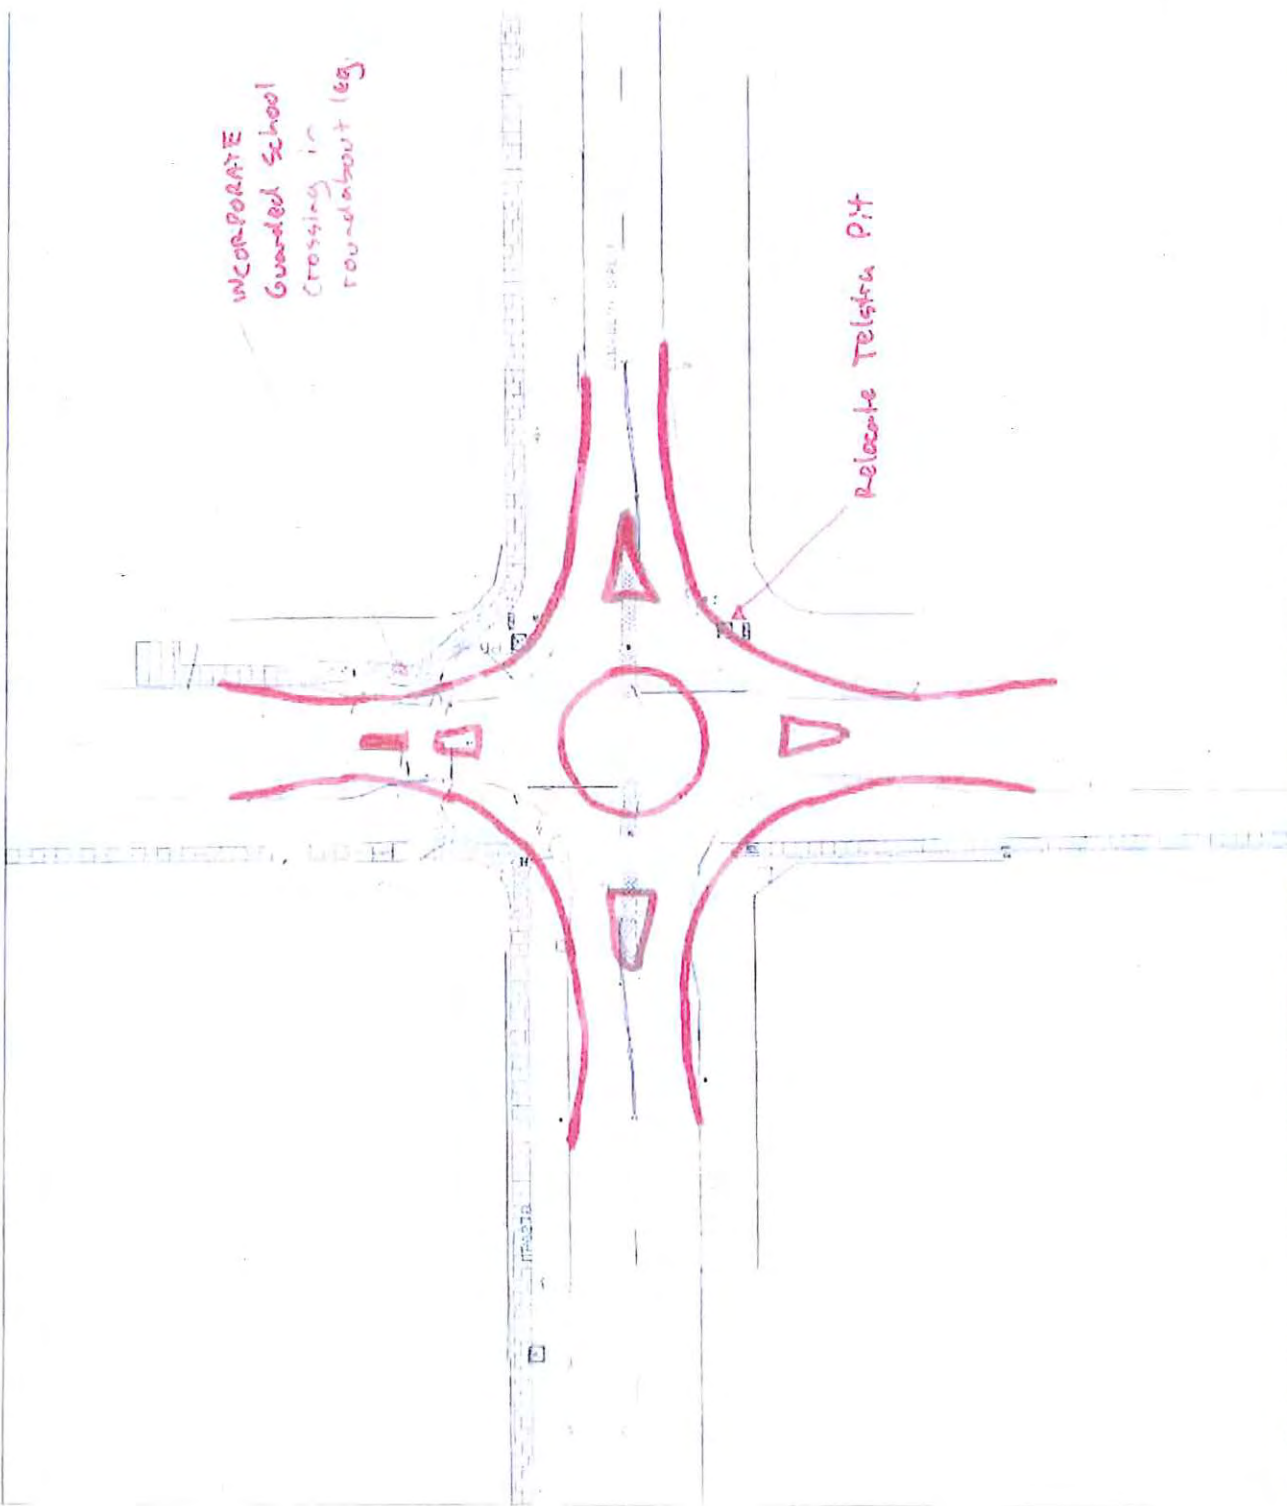 INCORPORATE
Guarded School
Crossing in
roundabout leg.
Relocate Telstra Pit